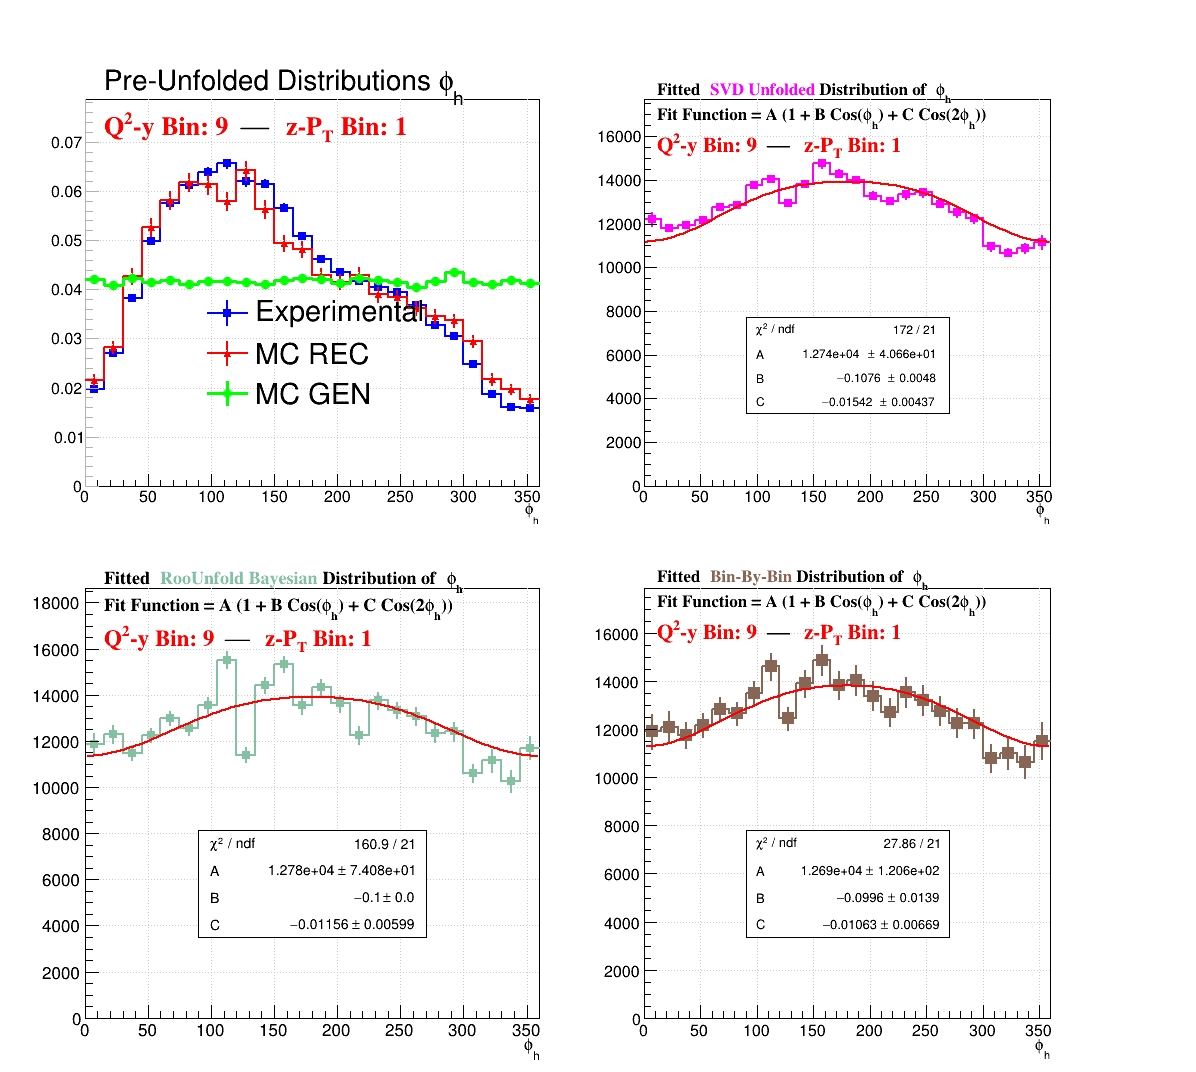 Pre-Unfolded Distributions ϕh
Q²-y Bin: 9 — z-PT Bin: 1
0.07
0.06
0.05
0.04
0.03
0.02
0.01
0
Experimental
MC REC
MC GEN
0 50 100 150 200 250 300 350
ϕh
Fitted SVD Unfolded Distribution of ϕh
Fit Function = A (1 + B Cos(ϕh) + C Cos(2ϕh))
Q²-y Bin: 9 — z-PT Bin: 1
16000
14000
12000
10000
8000
6000
4000
2000
0
χ² / ndf 172 / 21
A 1.274e+04 ± 4.066e+01
B −0.1076 ± 0.0048
C −0.01542 ± 0.00437
0 50 100 150 200 250 300 350
ϕh
Fitted RooUnfold Bayesian Distribution of ϕh
Fit Function = A (1 + B Cos(ϕh) + C Cos(2ϕh))
Q²-y Bin: 9 — z-PT Bin: 1
18000
16000
14000
12000
10000
8000
6000
4000
2000
0
χ² / ndf 160.9 / 21
A 1.278e+04 ± 7.408e+01
B −0.1 ± 0.0
C −0.01156 ± 0.00599
0 50 100 150 200 250 300 350
ϕh
Fitted Bin-By-Bin Distribution of ϕh
Fit Function = A (1 + B Cos(ϕh) + C Cos(2ϕh))
Q²-y Bin: 9 — z-PT Bin: 1
16000
14000
12000
10000
8000
6000
4000
2000
0
χ² / ndf 27.86 / 21
A 1.269e+04 ± 1.206e+02
B −0.0996 ± 0.0139
C −0.01063 ± 0.00669
0 50 100 150 200 250 300 350
ϕh